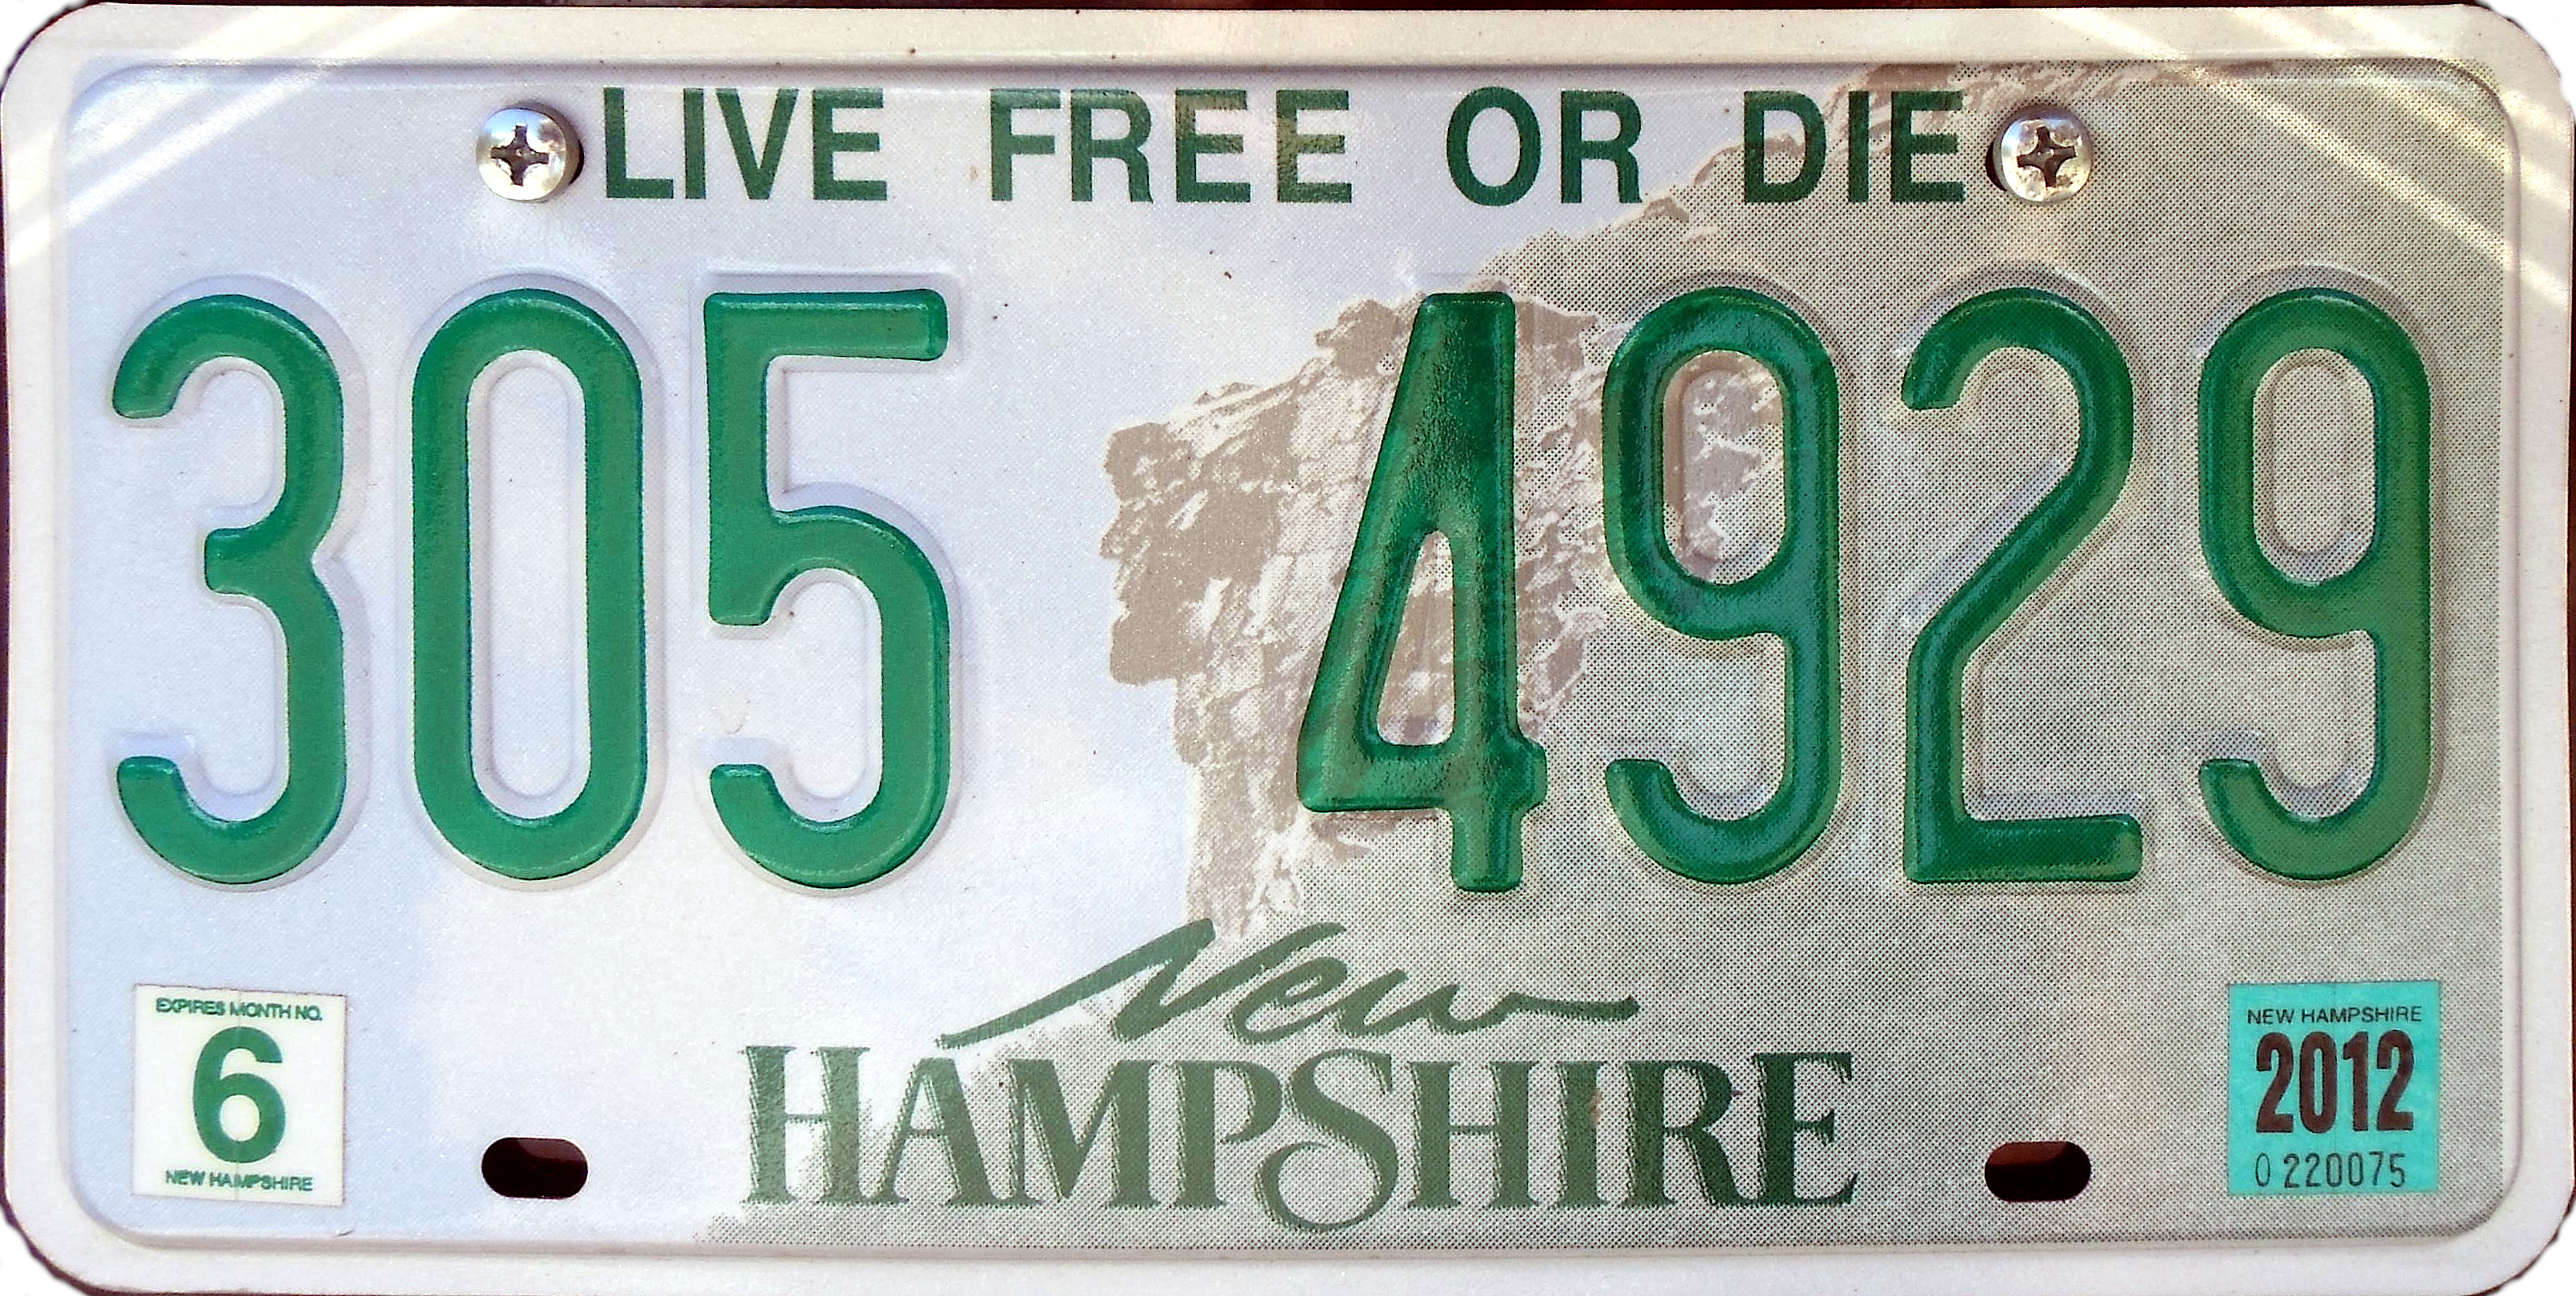 LIVE FREE OR DIE
305 4929
New
HAMPSHIRE
EXPIRES MONTH NO.
6
NEW HAMPSHIRE
NEW HAMPSHIRE
2012
0 220075